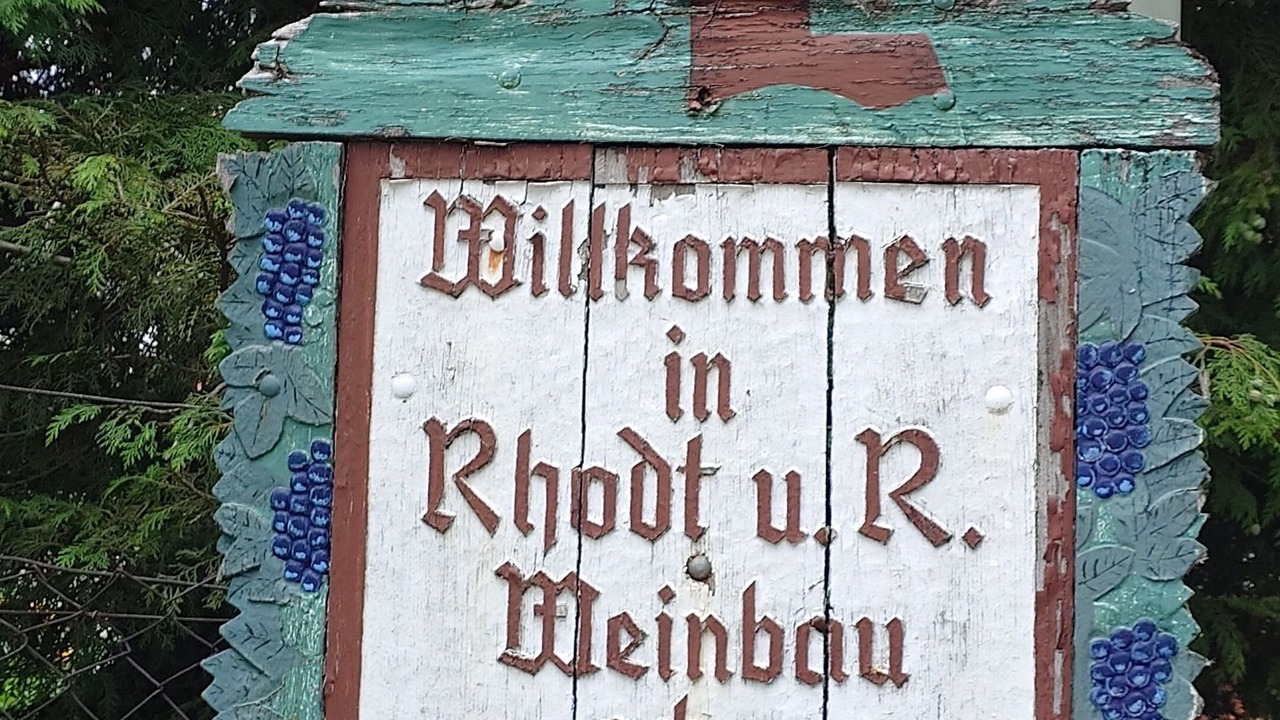 Willkommen
in
Rhodt u. R.
Weinbau